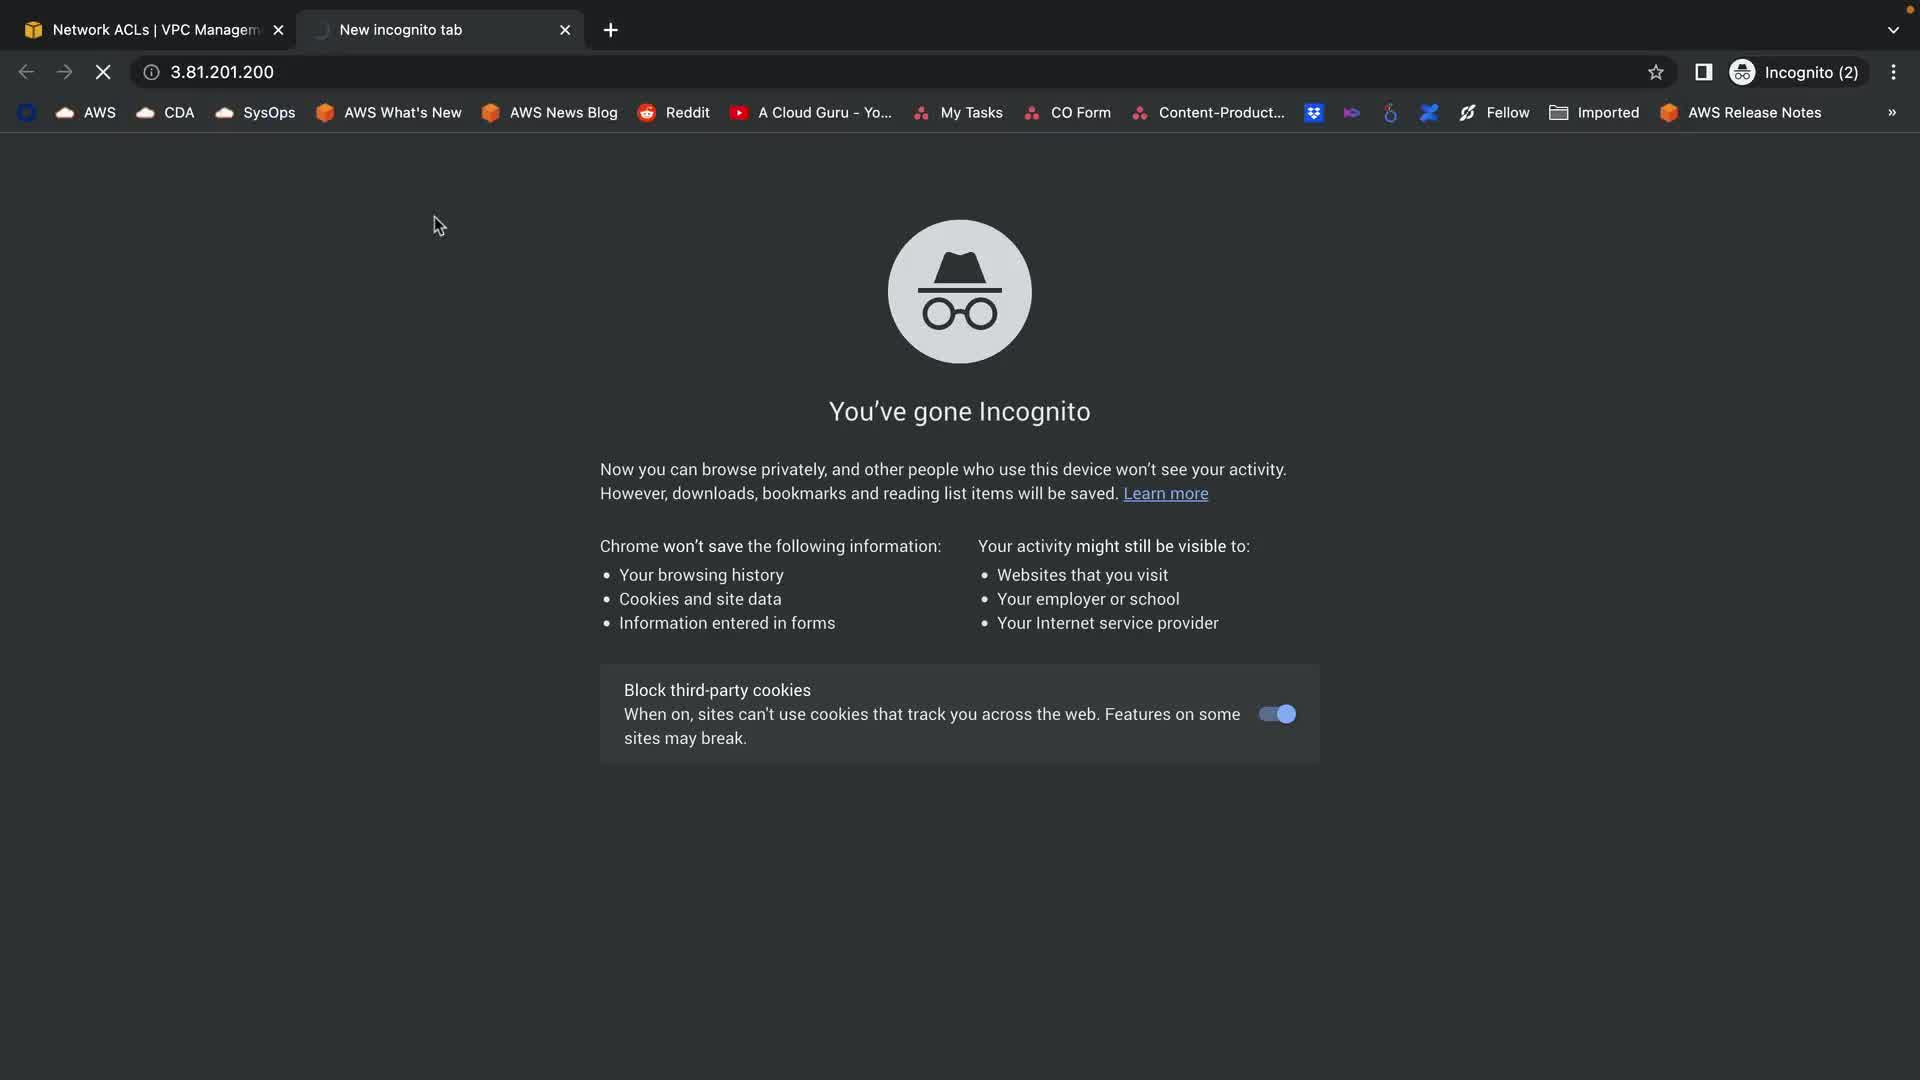 Network ACLs | VPC Managem
New incognito tab
3.81.201.200
Incognito (2)
AWS
CDA
SysOps
AWS What's New
AWS News Blog
Reddit
A Cloud Guru - Yo...
My Tasks
CO Form
Content-Product...
Fellow
Imported
AWS Release Notes
»
You’ve gone Incognito
Now you can browse privately, and other people who use this device won’t see your activity.
However, downloads, bookmarks and reading list items will be saved. Learn more
Chrome won’t save the following information:
• Your browsing history
• Cookies and site data
• Information entered in forms
Your activity might still be visible to:
• Websites that you visit
• Your employer or school
• Your Internet service provider
Block third-party cookies
When on, sites can't use cookies that track you across the web. Features on some
sites may break.